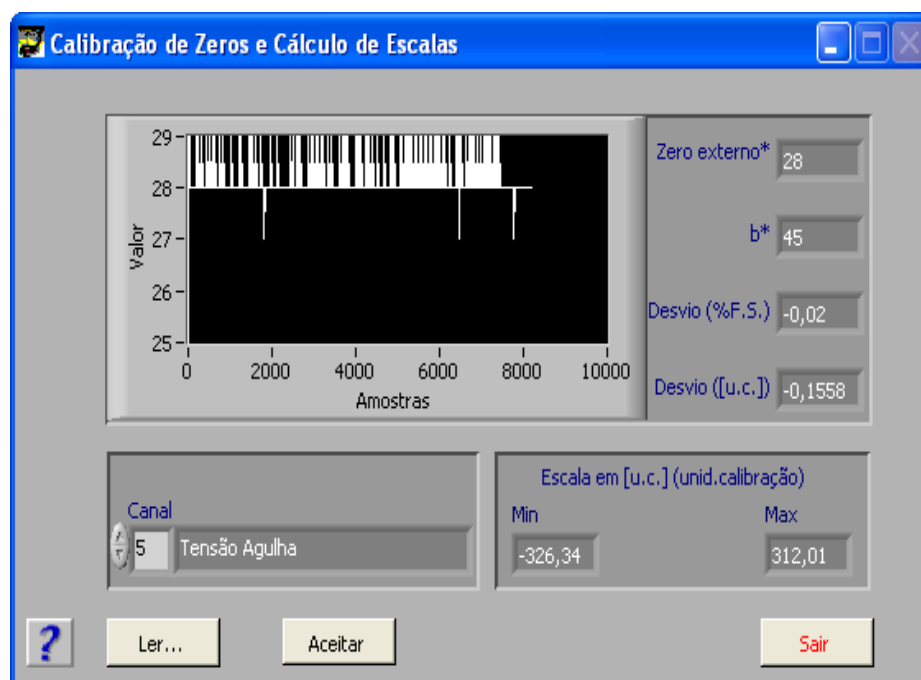 Calibração de Zeros e Cálculo de Escalas
29
28
27
26
25
Valor
0 2000 4000 6000 8000 10000
Amostras
Zero externo* 28
b* 45
Desvio (%F.S.) -0,02
Desvio ([u.c.]) -0,1558
Canal
5 Tensão Agulha
Escala em [u.c.] (unid.calibração)
Min Max
-326,34 312,01
? Ler... Aceitar Sair